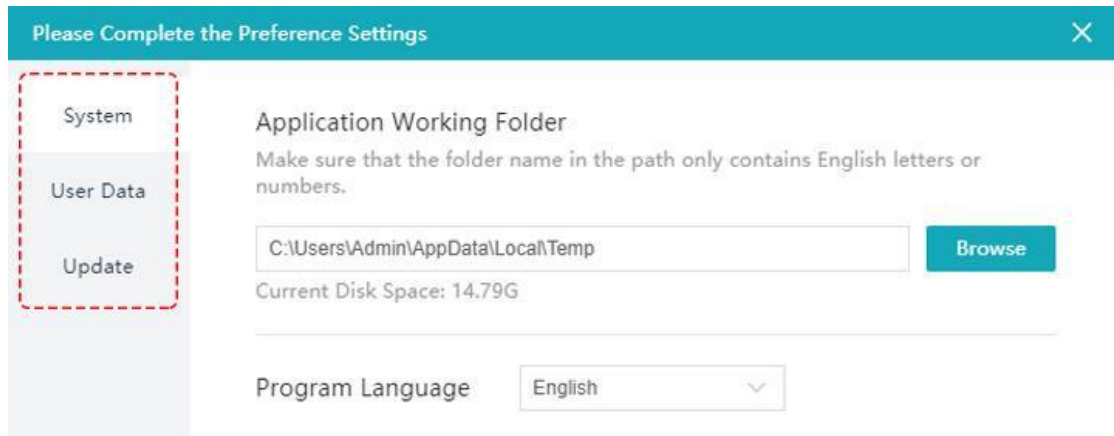 Please Complete the Preference Settings
System
User Data
Update
Application Working Folder
Make sure that the folder name in the path only contains English letters or
numbers.
C:\Users\Admin\AppData\Local\Temp
Browse
Current Disk Space: 14.79G
Program Language
English